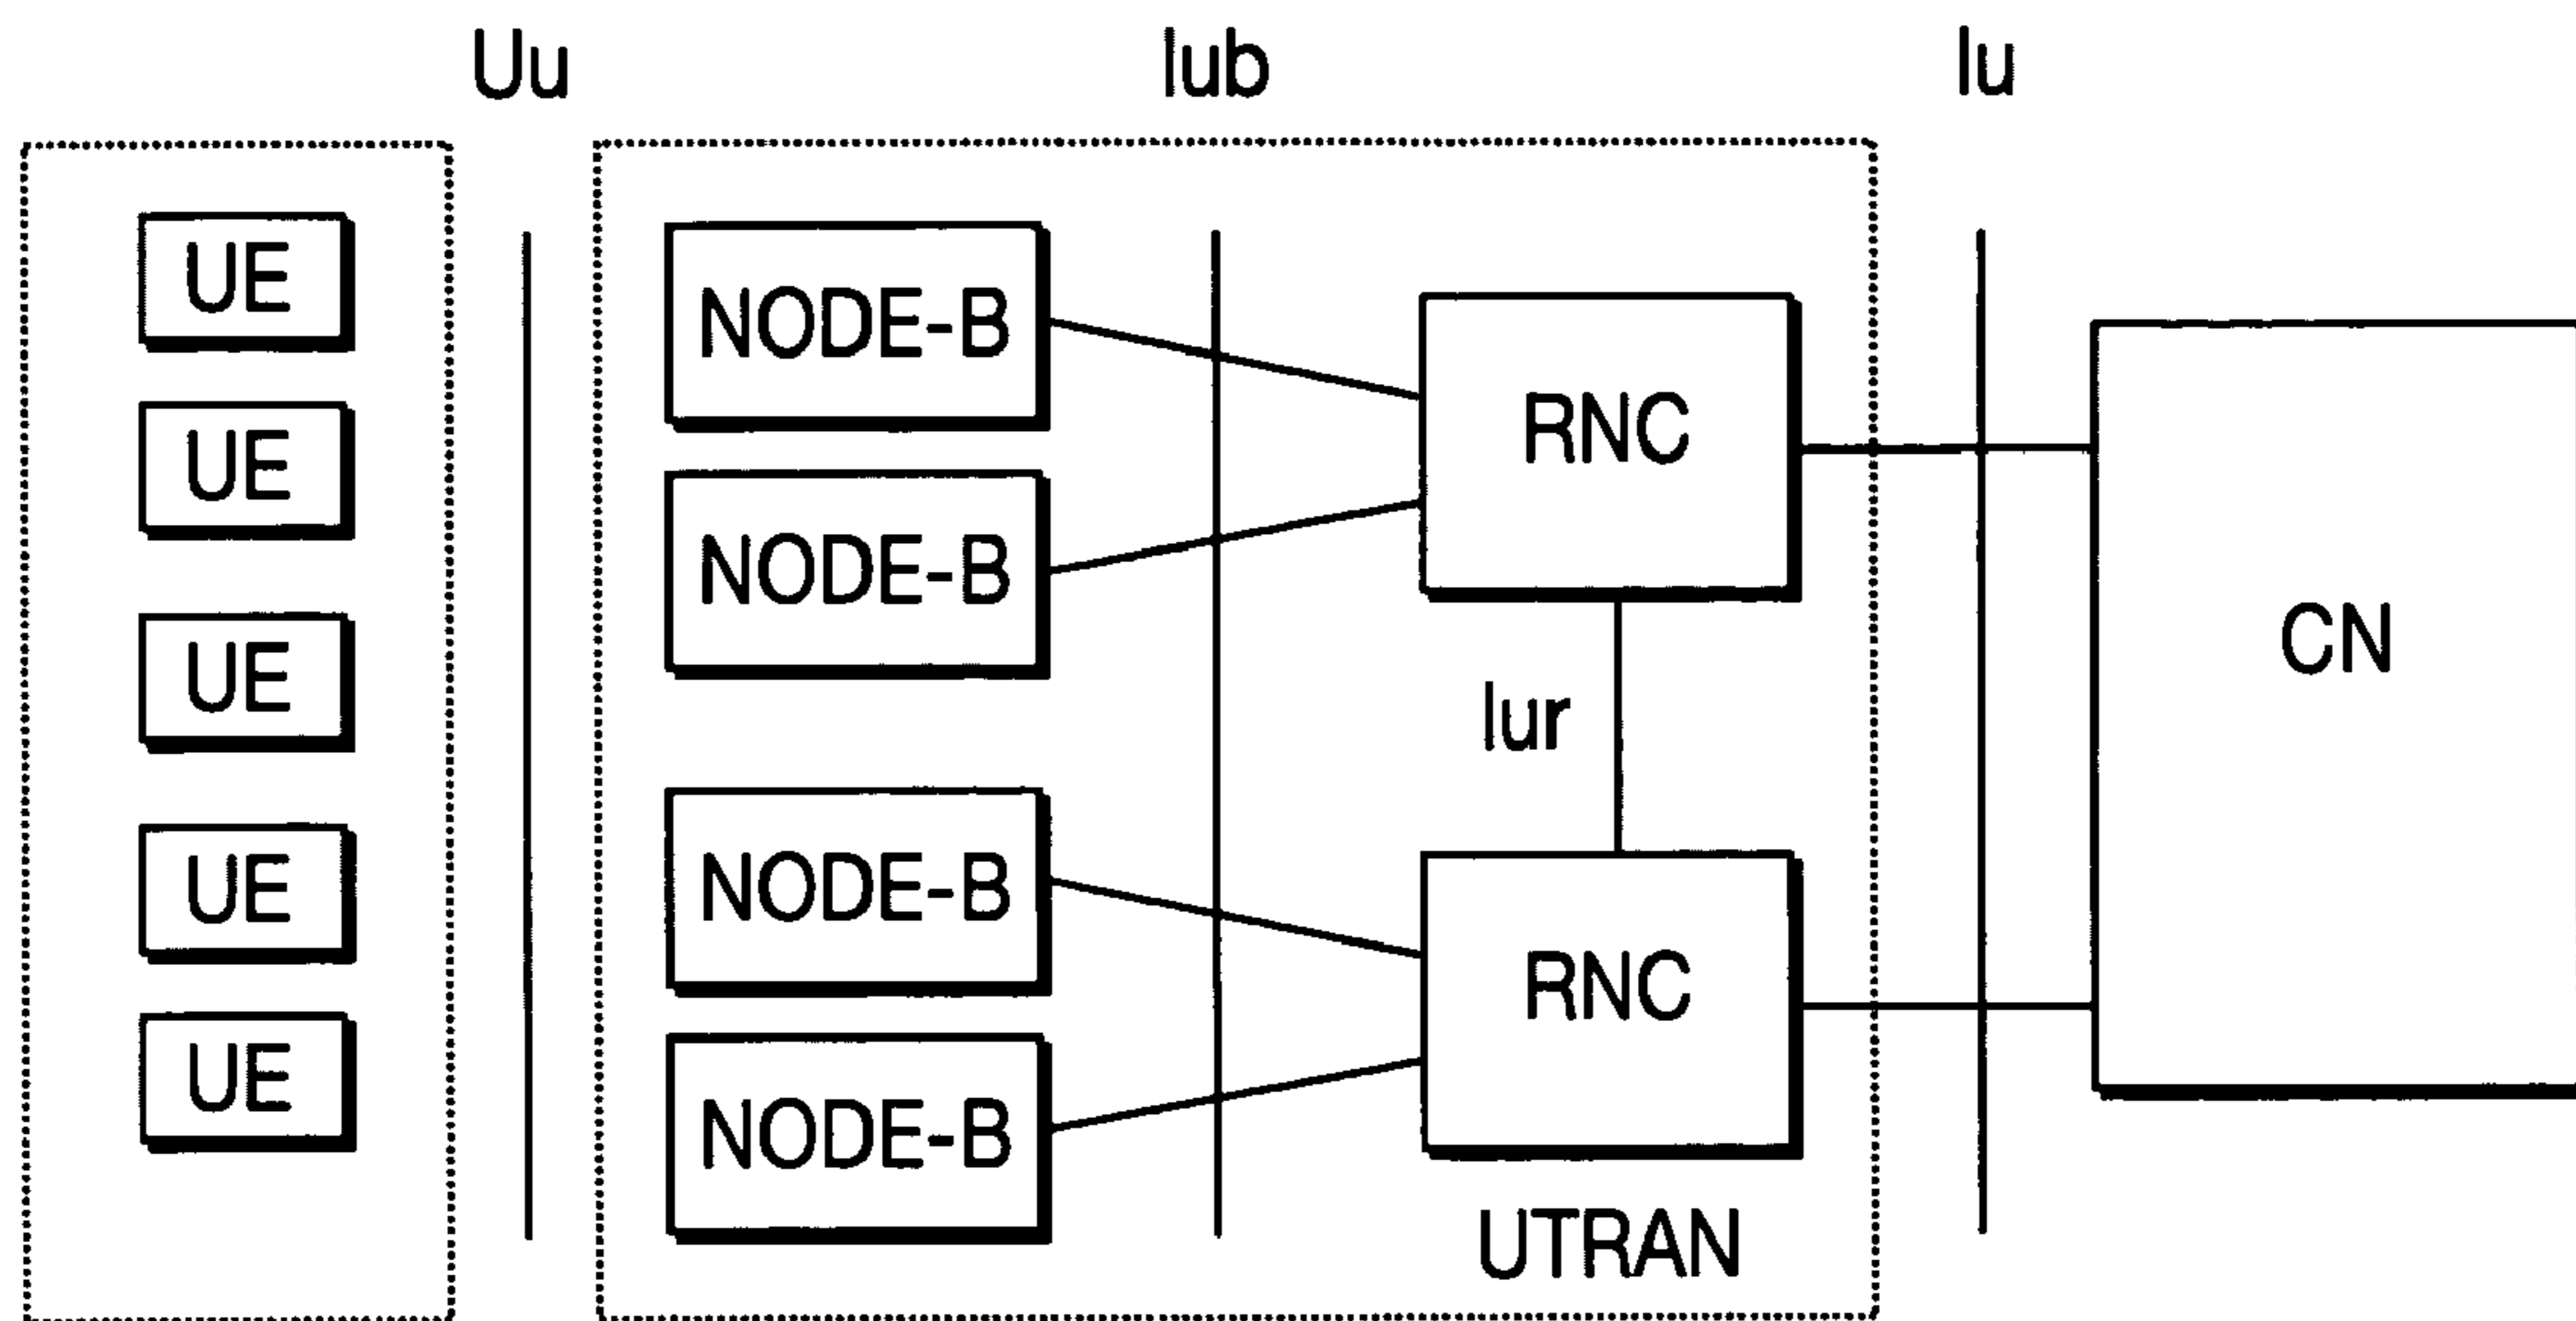 Uu
Iub
Iu
UE
UE
UE
UE
UE
NODE-B
NODE-B
NODE-B
NODE-B
RNC
Iur
RNC
UTRAN
CN